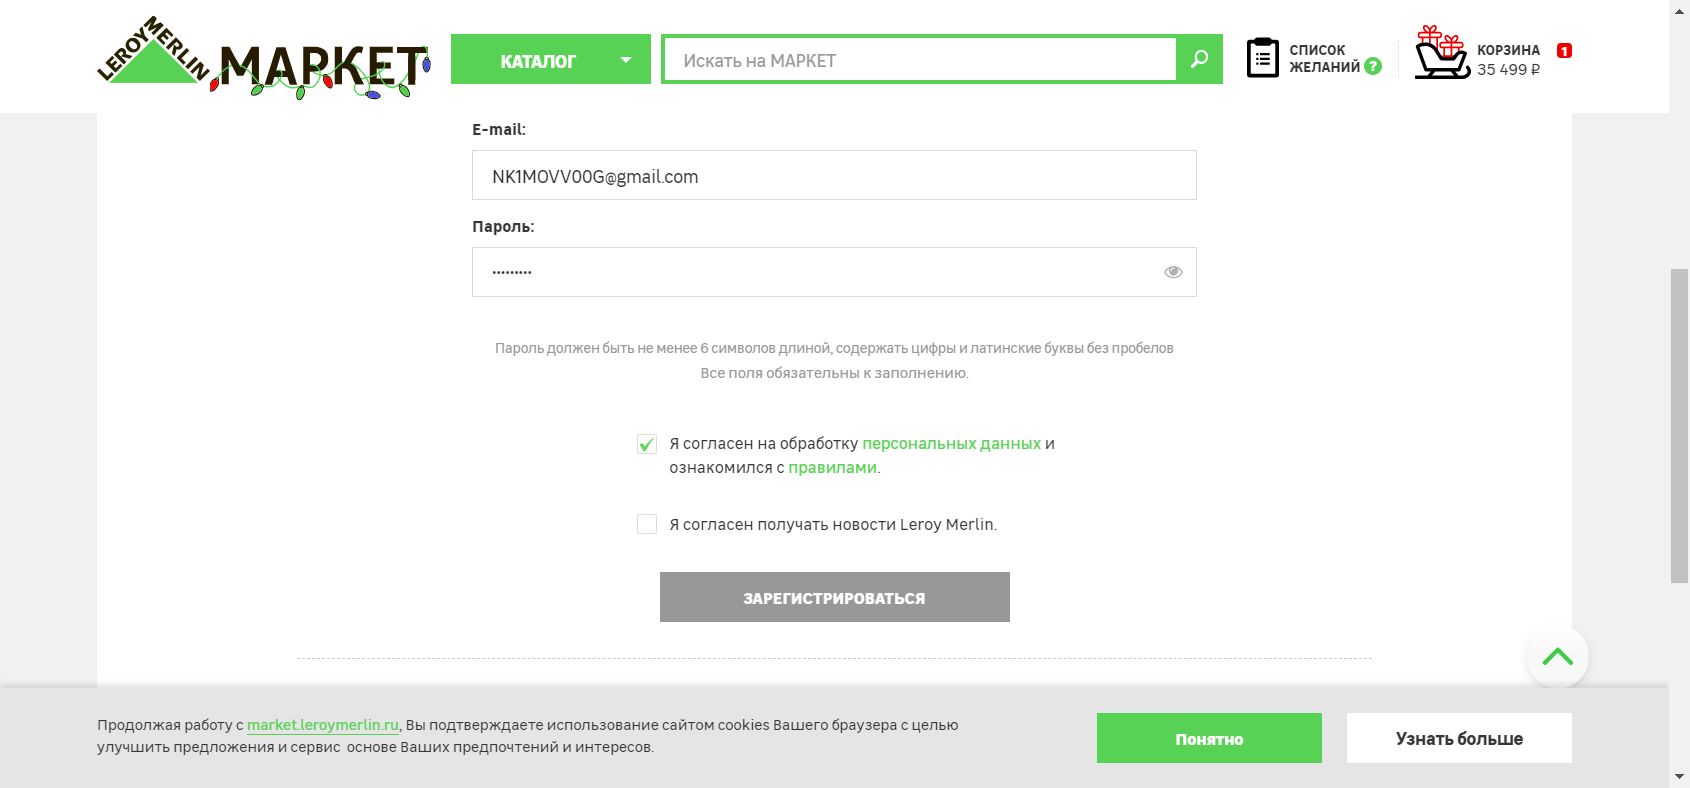 LEROY MERLIN МАРКЕТ
КАТАЛОГ
Искать на МАРКЕТ
СПИСОК
ЖЕЛАНИЙ ?
КОРЗИНА 1
35 499 ₽
E-mail:
NK1MOVV00G@gmail.com
Пароль:
•••••••••
Пароль должен быть не менее 6 символов длиной, содержать цифры и латинские буквы без пробелов
Все поля обязательны к заполнению.
Я согласен на обработку персональных данных и
ознакомился с правилами.
Я согласен получать новости Leroy Merlin.
ЗАРЕГИСТРИРОВАТЬСЯ
Продолжая работу с market.leroymerlin.ru, Вы подтверждаете использование сайтом cookies Вашего браузера с целью
улучшить предложения и сервис основе Ваших предпочтений и интересов.
Понятно
Узнать больше